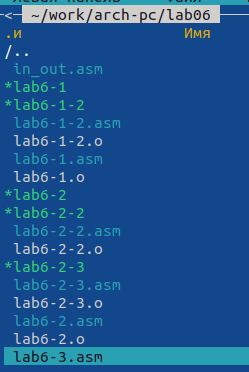 <- ~/work/arch-pc/lab06
.и Имя
/..
in_out.asm
*lab6-1
*lab6-1-2
lab6-1-2.asm
lab6-1-2.o
lab6-1.asm
lab6-1.o
*lab6-2
*lab6-2-2
lab6-2-2.asm
lab6-2-2.o
*lab6-2-3
lab6-2-3.asm
lab6-2-3.o
lab6-2.asm
lab6-2.o
lab6-3.asm